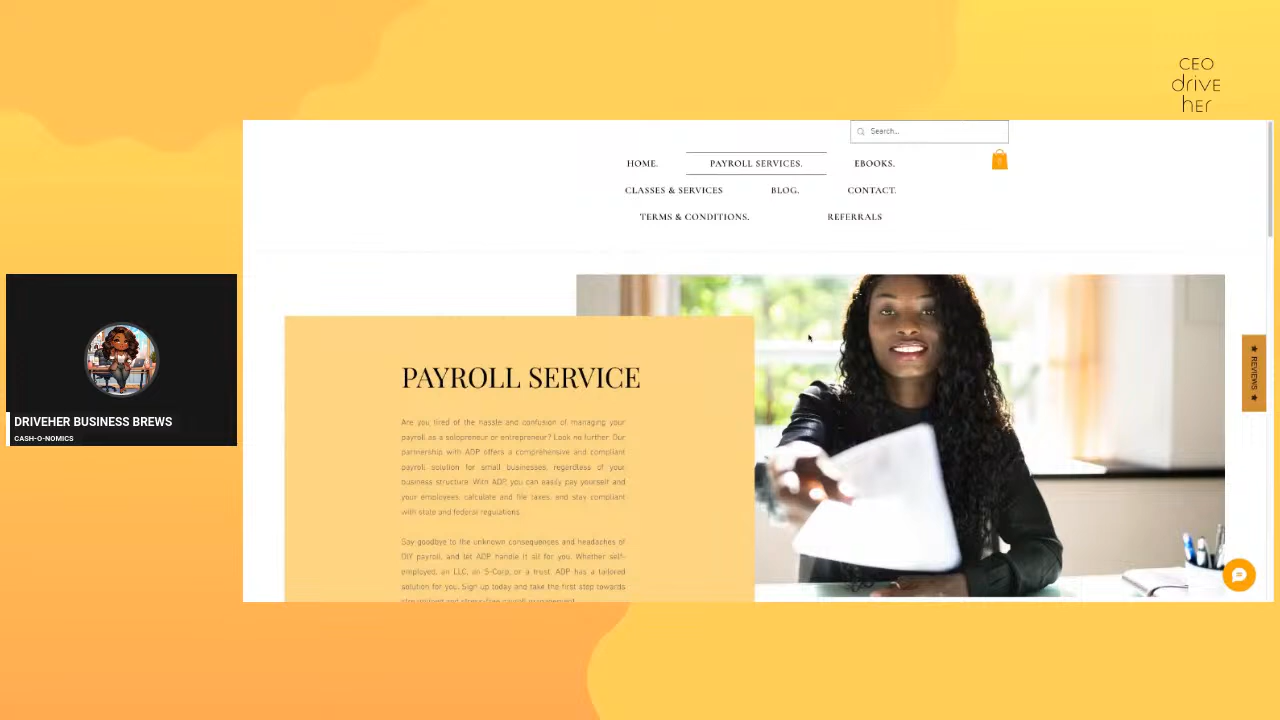 CEO
drive
her
Search...
HOME.
PAYROLL SERVICES.
EBOOKS.
CLASSES & SERVICES
BLOG.
CONTACT.
TERMS & CONDITIONS.
REFERRALS
PAYROLL SERVICE
Are you tired of the hassle and confusion of managing your
payroll as a solopreneur or entrepreneur? Look no further. Our
partnership with ADP offers a comprehensive and compliant
payroll solution for small businesses, regardless of your
business structure. With ADP, you can easily pay yourself and
your employees, calculate and file taxes, and stay compliant
with state and federal regulations.
Say goodbye to the unknown consequences and headaches of
DIY payroll, and let ADP handle it all for you. Whether self-
employed, an LLC, an S-Corp, or a trust, ADP has a tailored
solution for you. Sign up today and take the first step towards
REVIEWS
DRIVEHER BUSINESS BREWS
CASH-O-NOMICS